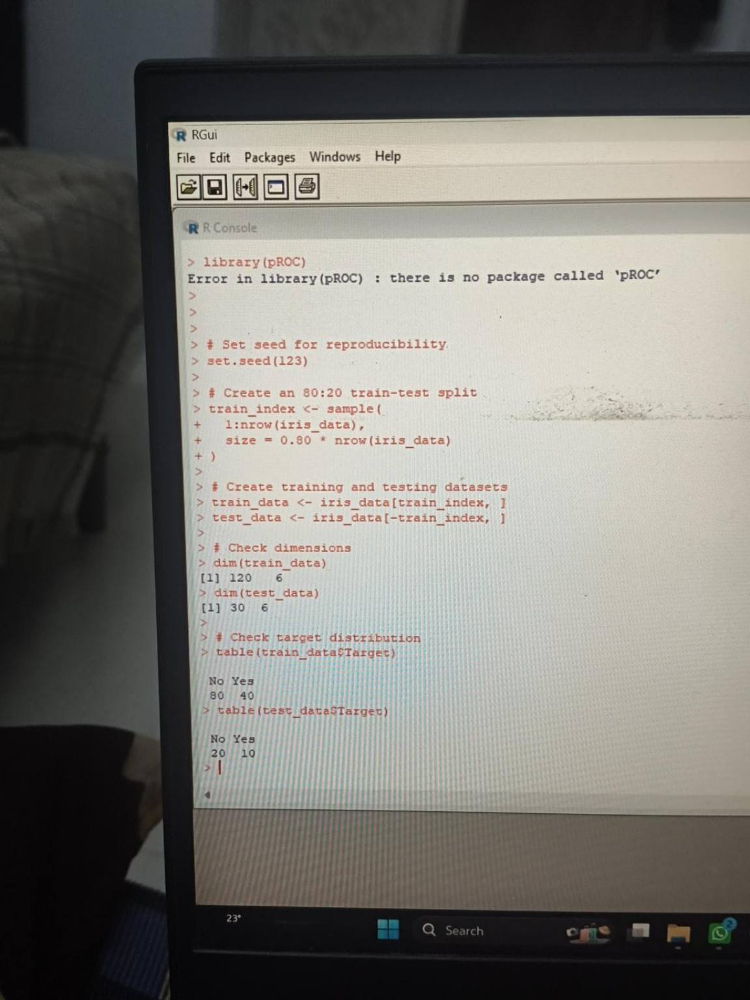 RGui
File Edit Packages Windows Help
R Console
> library(pROC)
Error in library(pROC) : there is no package called ‘pROC’
>
>
>
> # Set seed for reproducibility
> set.seed(123)
>
> # Create an 80:20 train-test split
> train_index <- sample(
+   1:nrow(iris_data),
+   size = 0.80 * nrow(iris_data)
+ )
>
> # Create training and testing datasets
> train_data <- iris_data[train_index, ]
> test_data <- iris_data[-train_index, ]
>
> # Check dimensions
> dim(train_data)
[1] 120   6
> dim(test_data)
[1] 30  6
>
> # Check target distribution
> table(train_data$Target)
No Yes
80  40
> table(test_data$Target)
No Yes
20  10
>
23°
Search
2